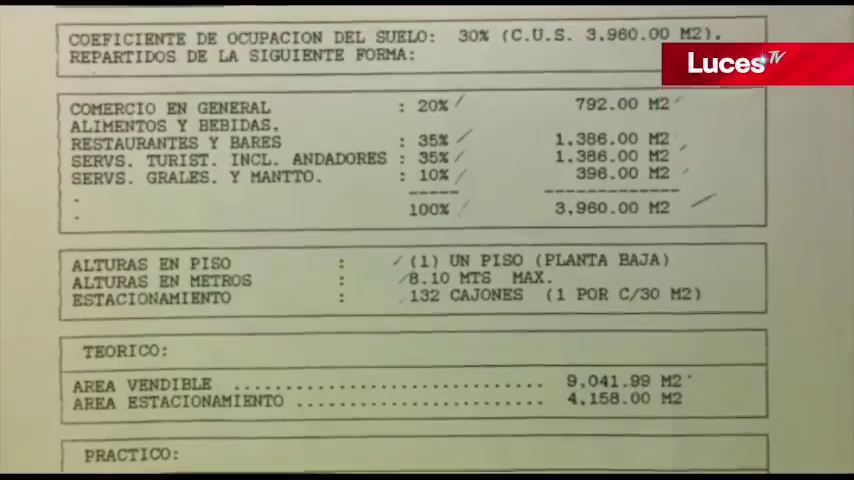 COEFICIENTE DE OCUPACION DEL SUELO: 30% (C.U.S. 3,960.00 M2),
REPARTIDOS DE LA SIGUIENTE FORMA:
Luces TV
COMERCIO EN GENERAL : 20% 792.00 M2
ALIMENTOS Y BEBIDAS,
RESTAURANTES Y BARES : 35% 1,386.00 M2
SERVS. TURIST. INCL. ANDADORES : 35% 1,386.00 M2
SERVS. GRALES. Y MANTTO. : 10% 396.00 M2
. ----- -------------
. 100% 3,960.00 M2
ALTURAS EN PISO : (1) UN PISO (PLANTA BAJA)
ALTURAS EN METROS : 8.10 MTS MAX.
ESTACIONAMIENTO : 132 CAJONES (1 POR C/30 M2)
TEORICO:
AREA VENDIBLE .............................. 9,041.99 M2
AREA ESTACIONAMIENTO ........................ 4,158.00 M2
PRACTICO: